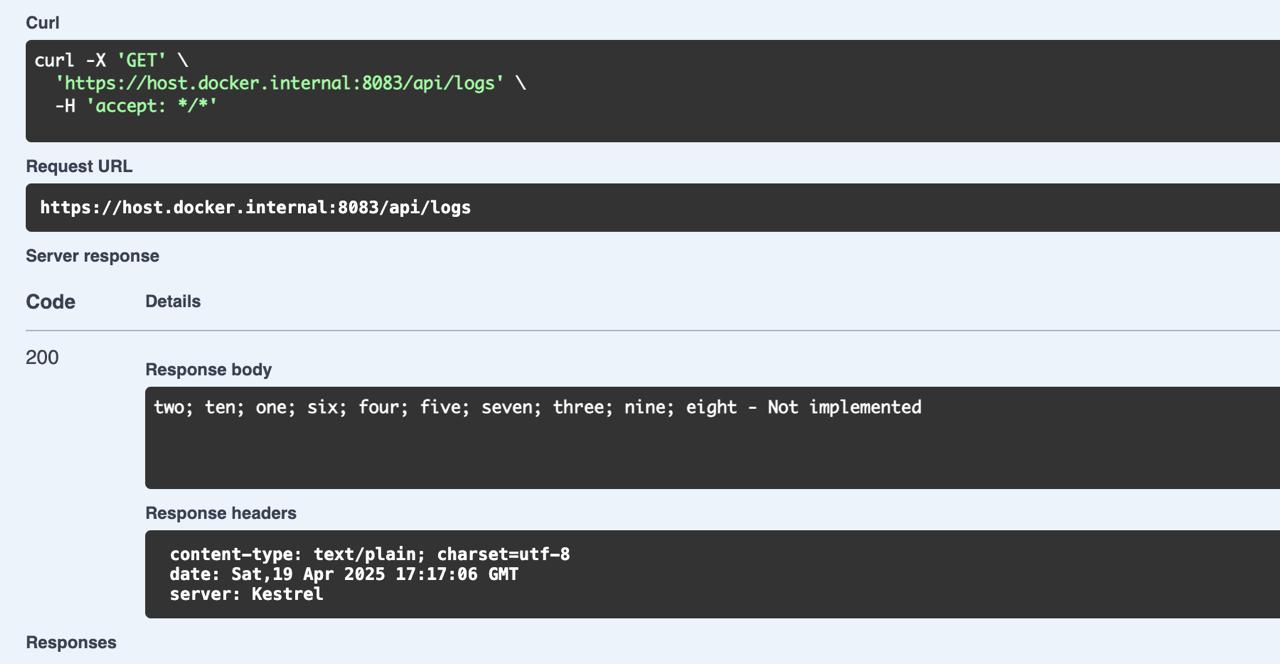 Curl
curl -X 'GET' \
'https://host.docker.internal:8083/api/logs' \
-H 'accept: */*'
Request URL
https://host.docker.internal:8083/api/logs
Server response
Code Details
200
Response body
two; ten; one; six; four; five; seven; three; nine; eight - Not implemented
Response headers
content-type: text/plain; charset=utf-8
date: Sat,19 Apr 2025 17:17:06 GMT
server: Kestrel
Responses